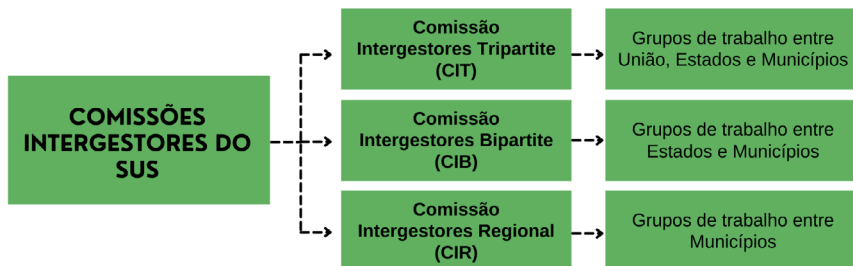 COMISSÕES
INTERGESTORES DO
SUS
Comissão
Intergestores Tripartite
(CIT)
Grupos de trabalho entre
União, Estados e Municípios
Comissão
Intergestores Bipartite
(CIB)
Grupos de trabalho entre
Estados e Municípios
Comissão
Intergestores Regional
(CIR)
Grupos de trabalho entre
Municípios